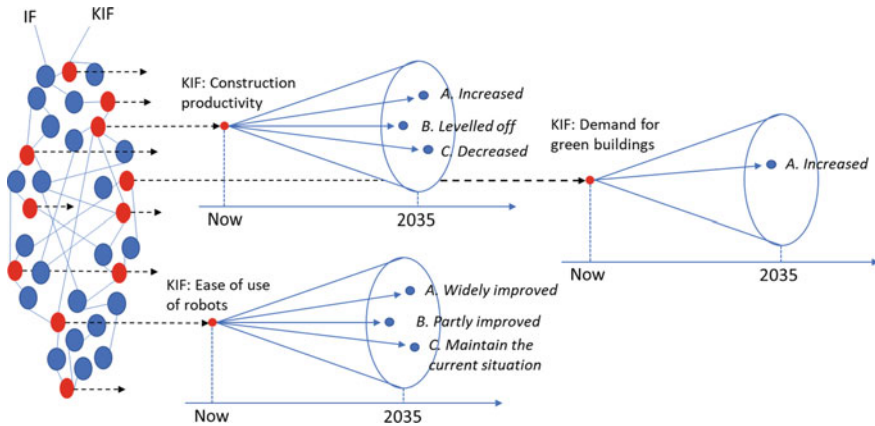 IF
KIF
KIF: Construction
productivity
A. Increased
B. Levelled off
C. Decreased
Now
2035
KIF: Demand for
green buildings
A. Increased
Now
2035
KIF: Ease of use
of robots
A. Widely improved
B. Partly improved
C. Maintain the
current situation
Now
2035